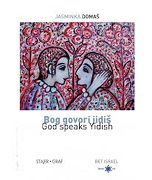 JASMINKA DOMAŠ
Bog govori jidiš
God speaks Yidish
STAJER-GRAF
BET ISRAEL